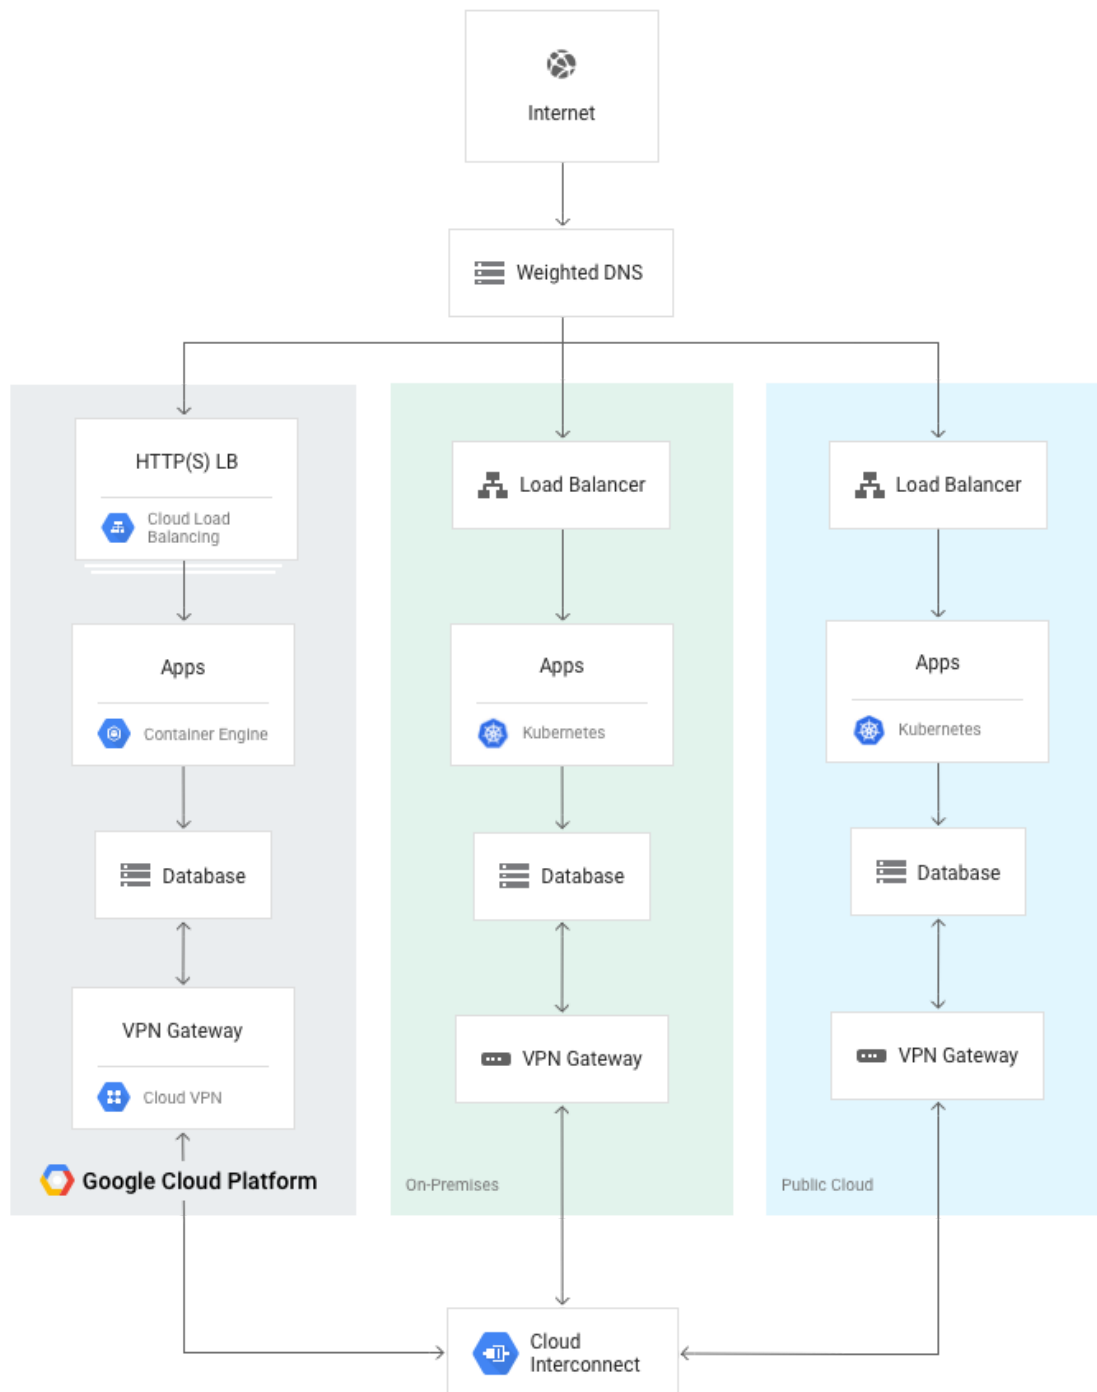 Internet
Weighted DNS
HTTP(S) LB
Cloud Load
Balancing
Apps
Container Engine
Database
VPN Gateway
Cloud VPN
Google Cloud Platform
Load Balancer
Apps
Kubernetes
Database
VPN Gateway
On-Premises
Load Balancer
Apps
Kubernetes
Database
VPN Gateway
Public Cloud
Cloud
Interconnect